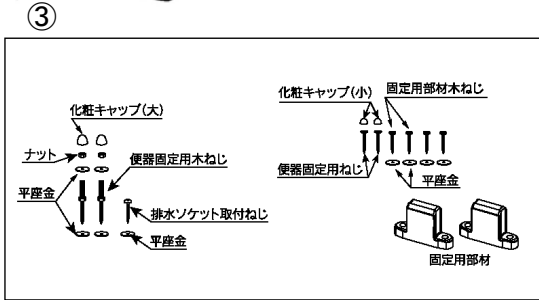 ③
化粧キャップ(大)
ナット
便器固定用木ねじ
平座金
排水ソケット取付ねじ
平座金
化粧キャップ(小)
固定用部材木ねじ
便器固定用ねじ
平座金
固定用部材